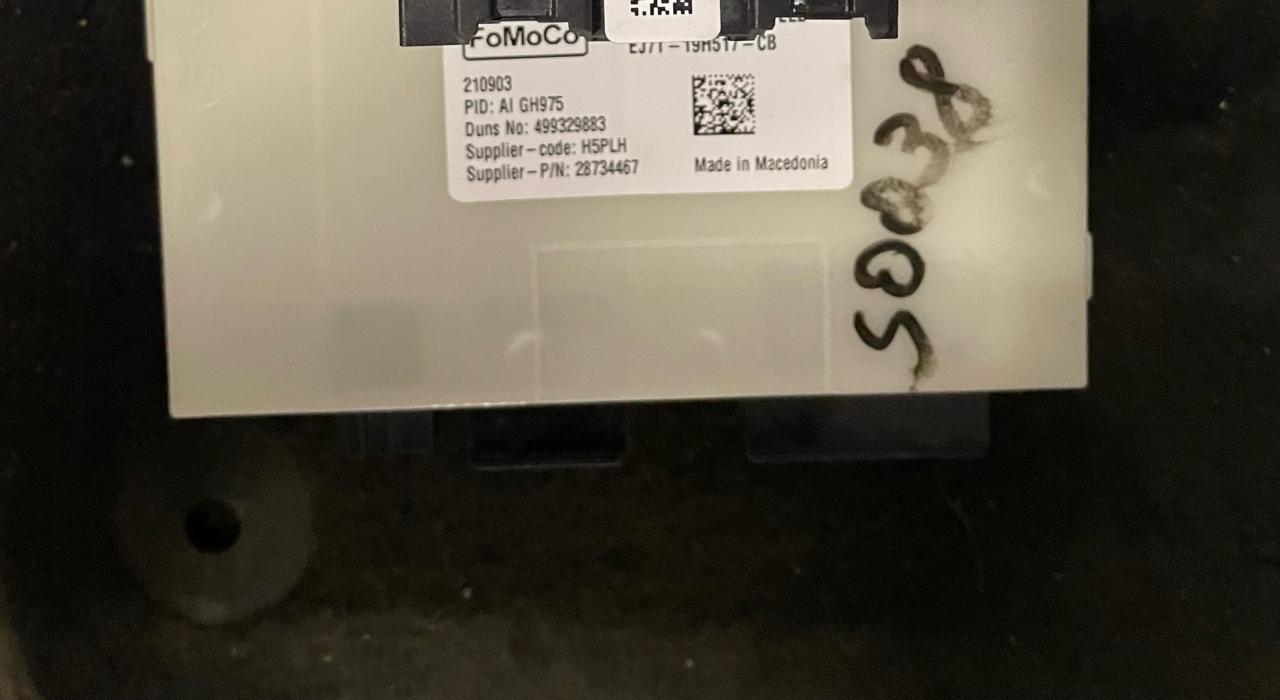 FoMoCo
EJ7T-19H517-CB
210903
PID: AI GH975
Duns No: 499329883
Supplier-code: H5PLH
Supplier-P/N: 28734467
Made in Macedonia